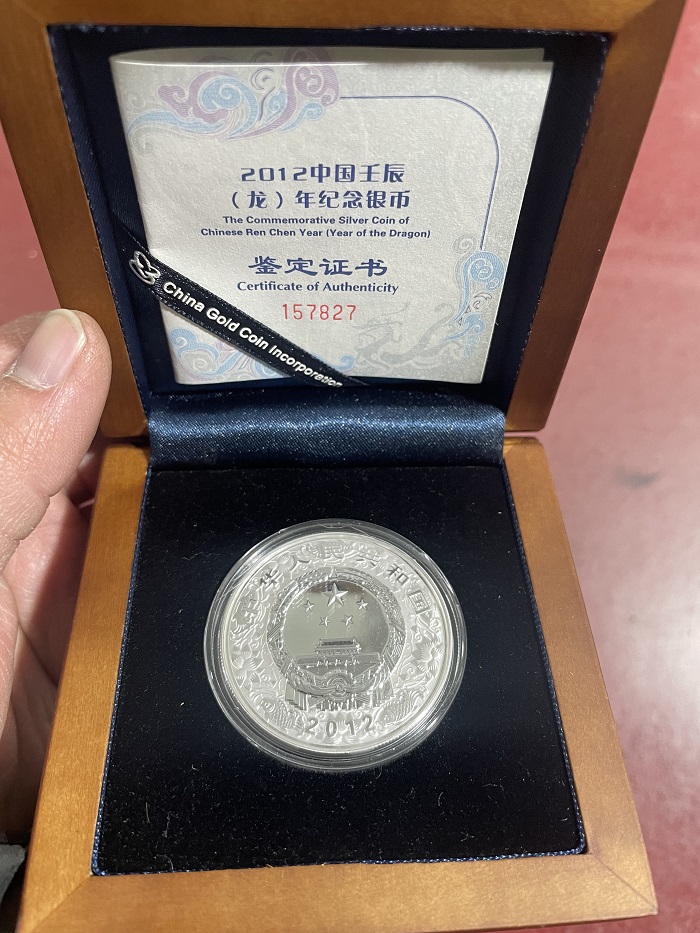 2012中国壬辰
（龙）年纪念银币
The Commemorative Silver Coin of
Chinese Ren Chen Year (Year of the Dragon)
鉴定证书
Certificate of Authenticity
157827
China Gold Coin Incorporation
中华人民共和国
2012